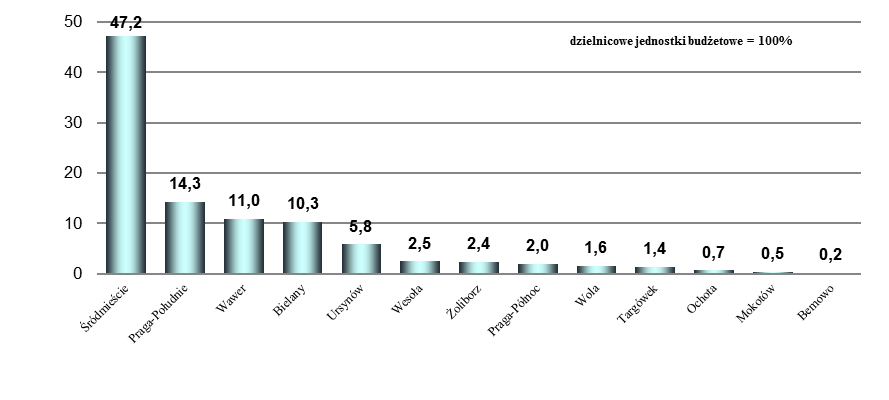 50
40
30
20
10
0
dzielnicowe jednostki budżetowe = 100%
47,2
14,3
11,0
10,3
5,8
2,5
2,4
2,0
1,6
1,4
0,7
0,5
0,2
Śródmieście
Praga-Południe
Wawer
Bielany
Ursynów
Wesoła
Żoliborz
Praga-Północ
Wola
Targówek
Ochota
Mokotów
Bemowo